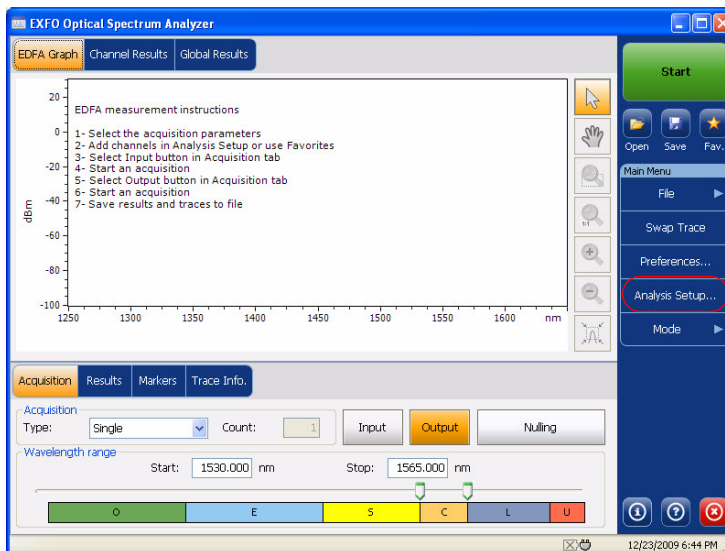 EXFO Optical Spectrum Analyzer
EDFA Graph Channel Results Global Results
EDFA measurement instructions
1- Select the acquisition parameters
2- Add channels in Analysis Setup or use Favorites
3- Select Input button in Acquisition tab
4- Start an acquisition
5- Select Output button in Acquisition tab
6- Start an acquisition
7- Save results and traces to file
dBm
20
0
-20
-40
-60
-80
-100
1250 1300 1350 1400 1450 1500 1550 1600 nm
1:1
Start
Open Save Fav.
Main Menu
File
Swap Trace
Preferences...
Analysis Setup...
Mode
Acquisition Results Markers Trace Info.
Acquisition
Type: Single Count: 1 Input Output Nulling
Wavelength range
Start: 1530.000 nm Stop: 1565.000 nm
O E S C L U
12/23/2009 6:44 PM